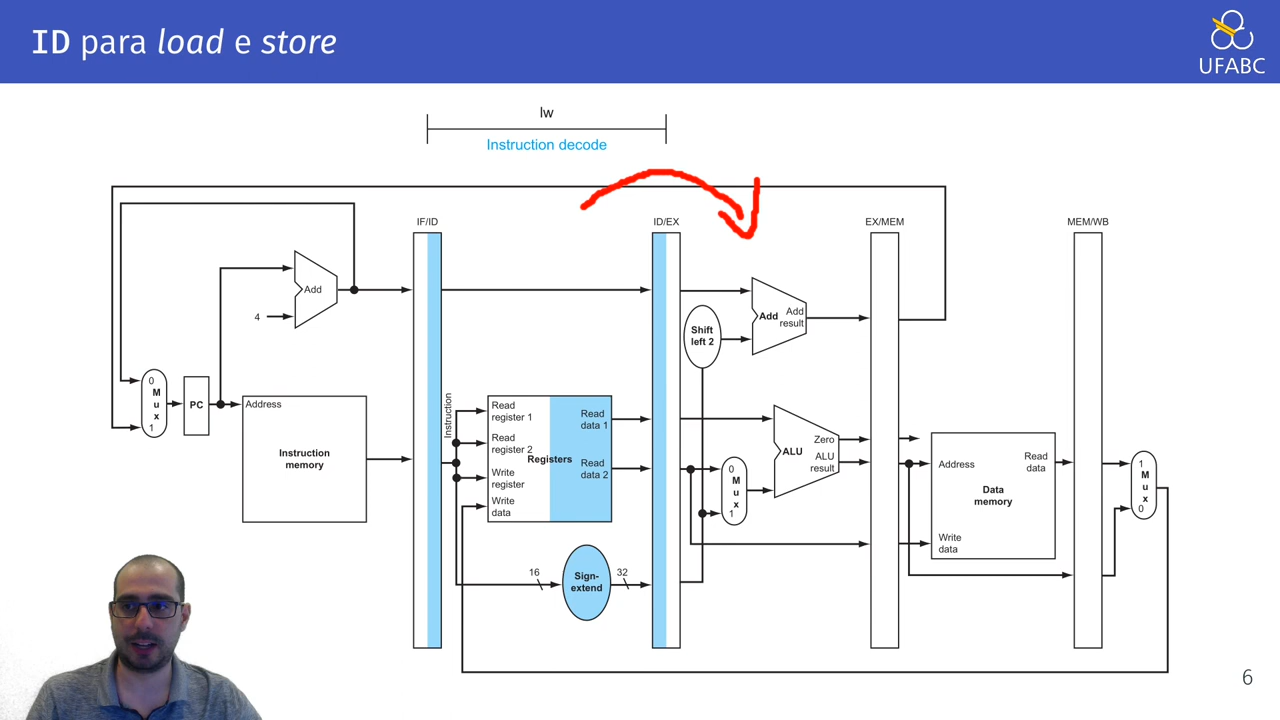 ID para load e store
UFABC
lw
Instruction decode
IF/ID
ID/EX
EX/MEM
MEM/WB
Add
4
Add
Add
result
Shift
left 2
0
M
u
x
1
PC
Address
Instruction
memory
Instruction
Read
register 1
Read
register 2
Write
register
Write
data
Registers
Read
data 1
Read
data 2
16
Sign-
extend
32
0
M
u
x
1
ALU
Zero
ALU
result
Address
Read
data
Data
memory
Write
data
1
M
u
x
0
6